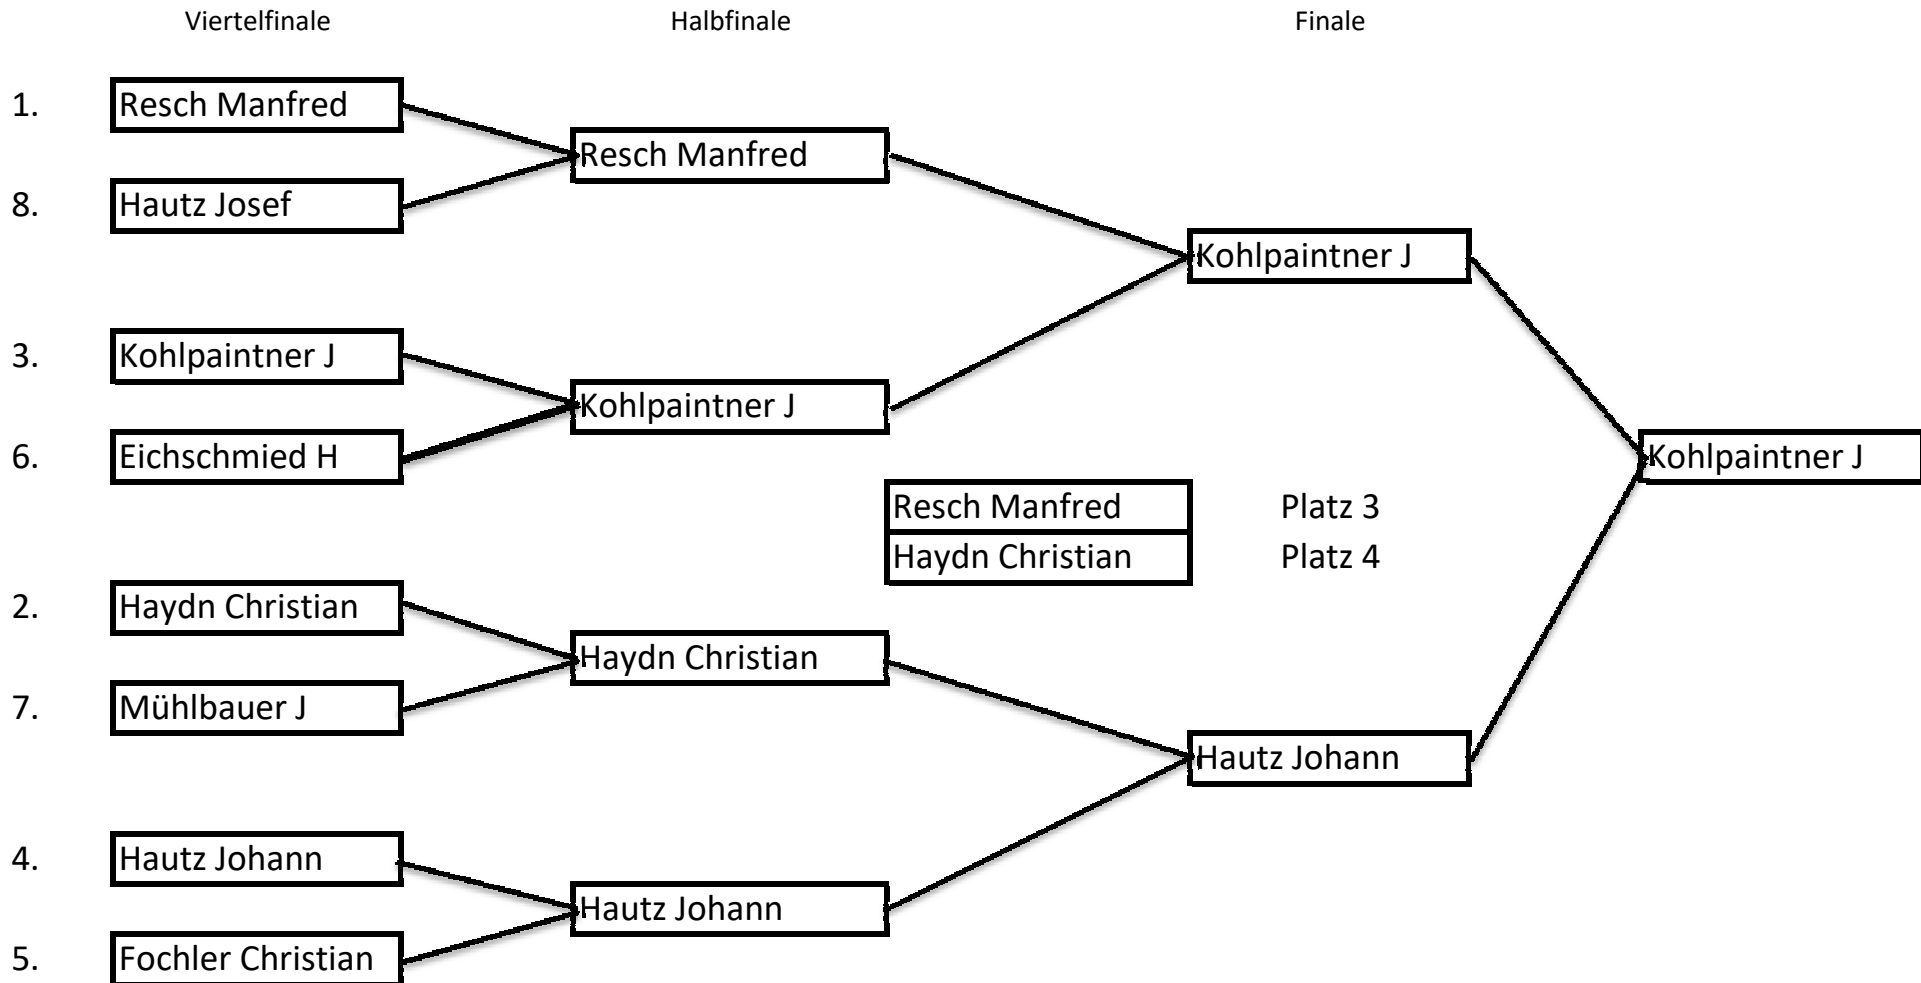 Viertelfinale Halbfinale Finale
1. Resch Manfred
Resch Manfred
8. Hautz Josef
Kohlpaintner J
3. Kohlpaintner J
Kohlpaintner J
6. Eichschmied H
Kohlpaintner J
Resch Manfred Platz 3
Haydn Christian Platz 4
2. Haydn Christian
Haydn Christian
7. Mühlbauer J
Hautz Johann
4. Hautz Johann
Hautz Johann
5. Fochler Christian